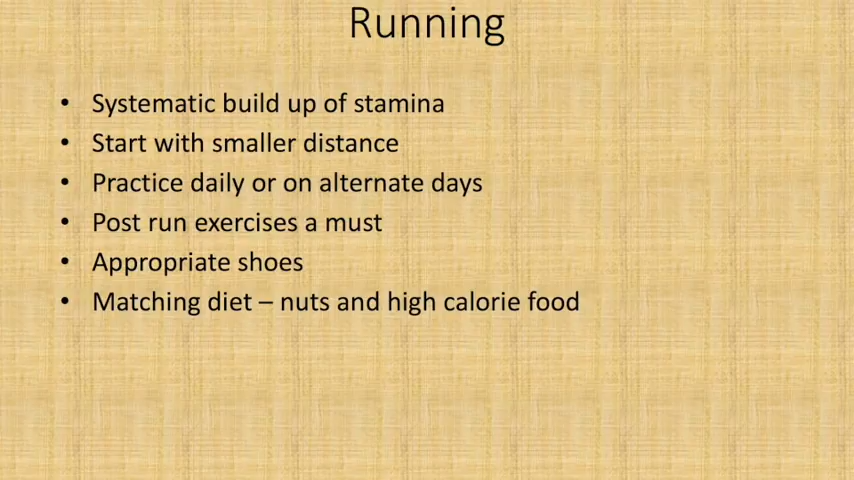 Running
• Systematic build up of stamina
• Start with smaller distance
• Practice daily or on alternate days
• Post run exercises a must
• Appropriate shoes
• Matching diet – nuts and high calorie food